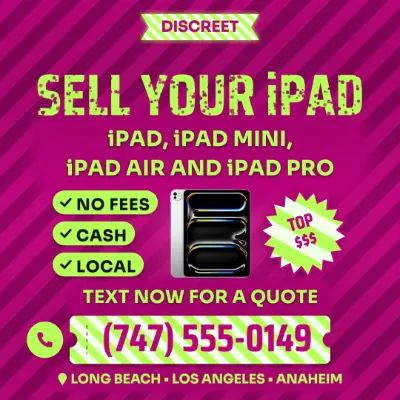 DISCREET
SELL YOUR iPAD
iPAD, iPAD MINI,
iPAD AIR AND iPAD PRO
NO FEES
CASH
LOCAL
TOP
$$$
TEXT NOW FOR A QUOTE
(747) 555-0149
LONG BEACH • LOS ANGELES • ANAHEIM